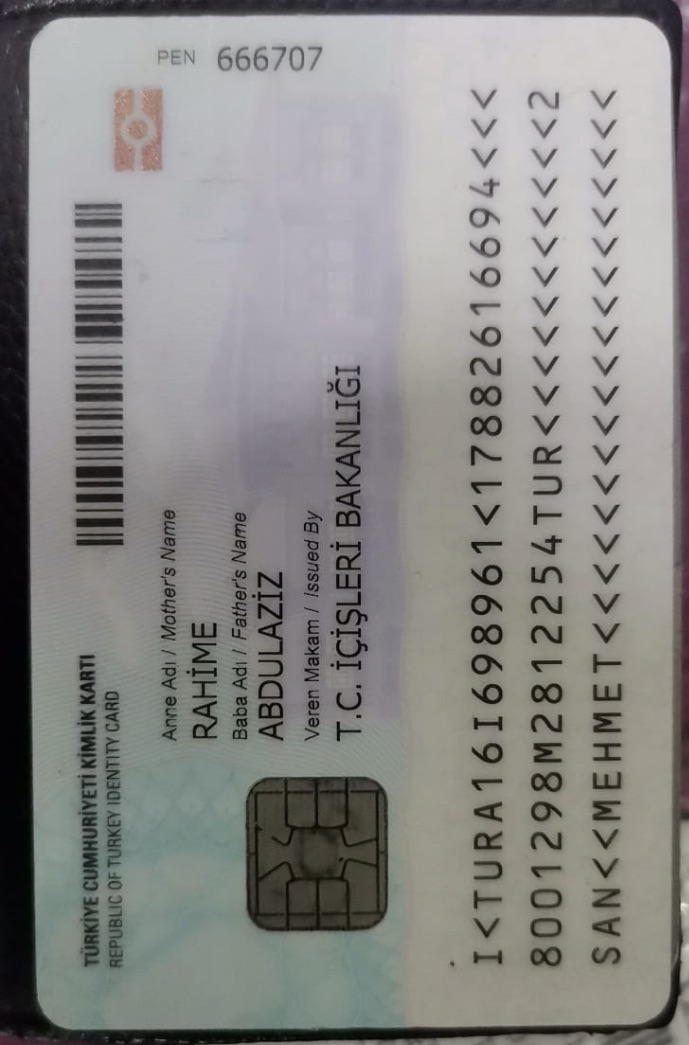 TÜRKİYE CUMHURİYETİ KİMLİK KARTI
REPUBLIC OF TURKEY IDENTITY CARD
PEN 666707
Anne Adı / Mother's Name
RAHİME
Baba Adı / Father's Name
ABDULAZİZ
Veren Makam / Issued By
T.C. İÇİŞLERİ BAKANLIĞI
I<TURA16I698961<17882616694<<<
8001298M2812254TUR<<<<<<<<<<<2
SAN<<MEHMET<<<<<<<<<<<<<<<<<<<